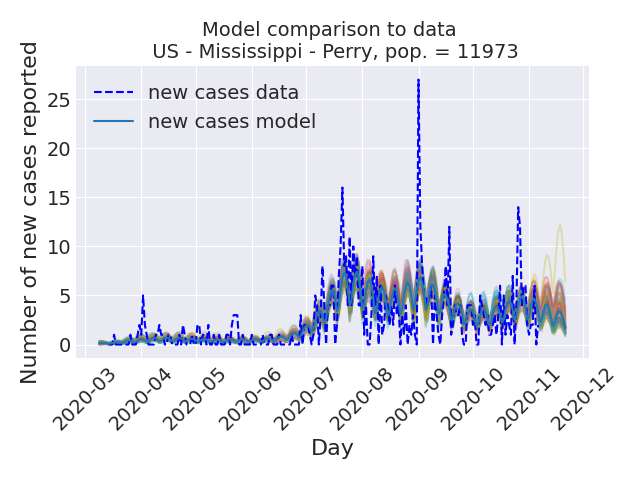 Model comparison to data
US - Mississippi - Perry, pop. = 11973
Number of new cases reported
25
20
15
10
5
0
new cases data
new cases model
2020-03
2020-04
2020-05
2020-06
2020-07
2020-08
2020-09
2020-10
2020-11
2020-12
Day